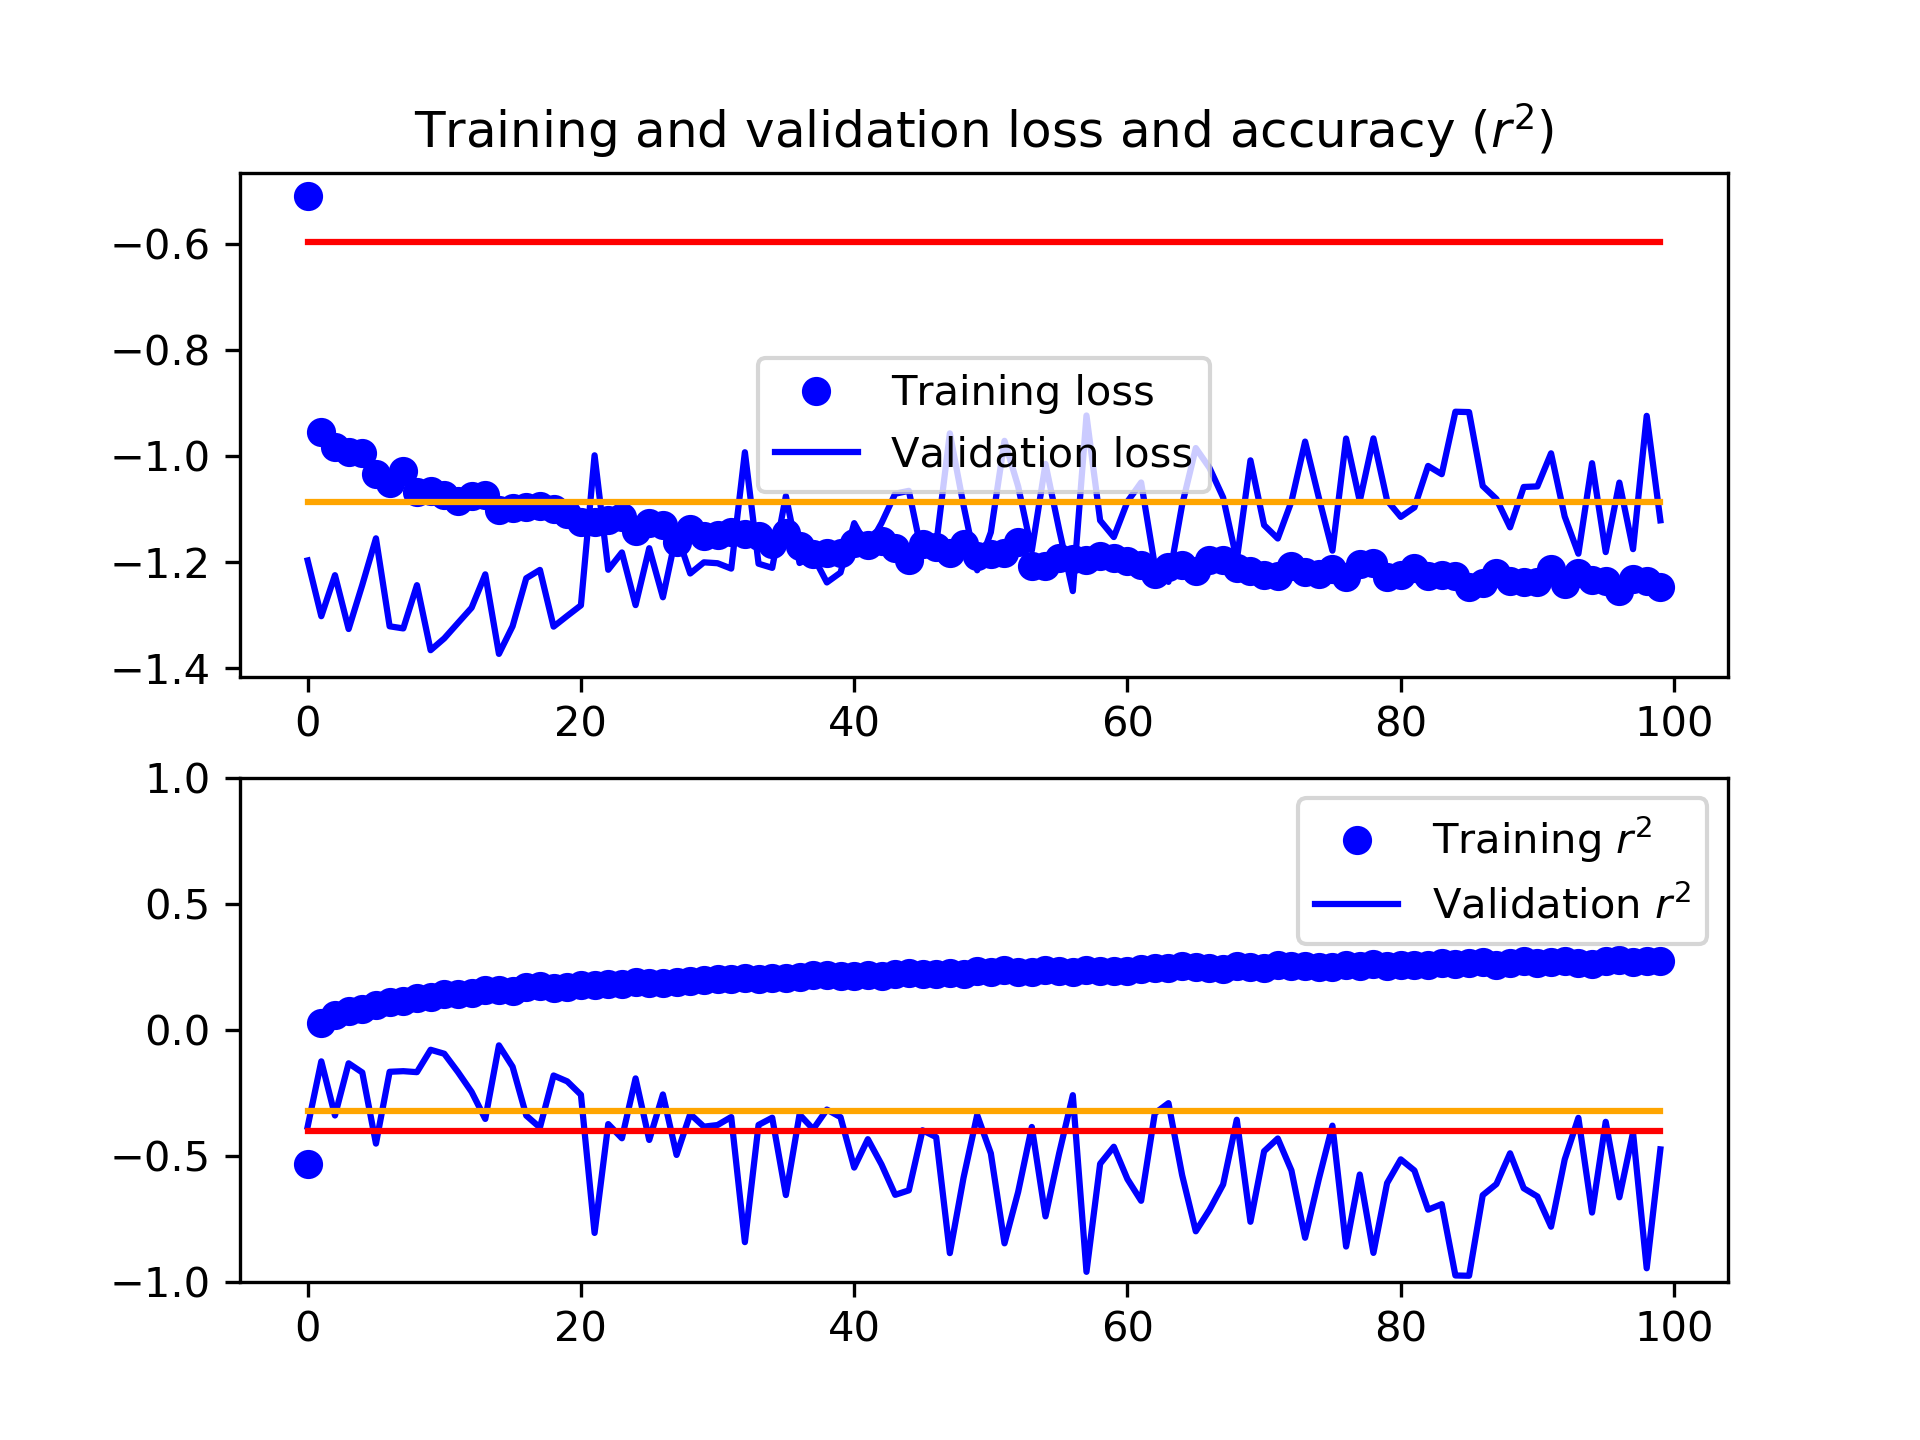 Training and validation loss and accuracy (r²)
−0.6
−0.8
−1.0
−1.2
−1.4
Training loss
Validation loss
0 20 40 60 80 100
1.0
0.5
0.0
−0.5
−1.0
Training r²
Validation r²
0 20 40 60 80 100